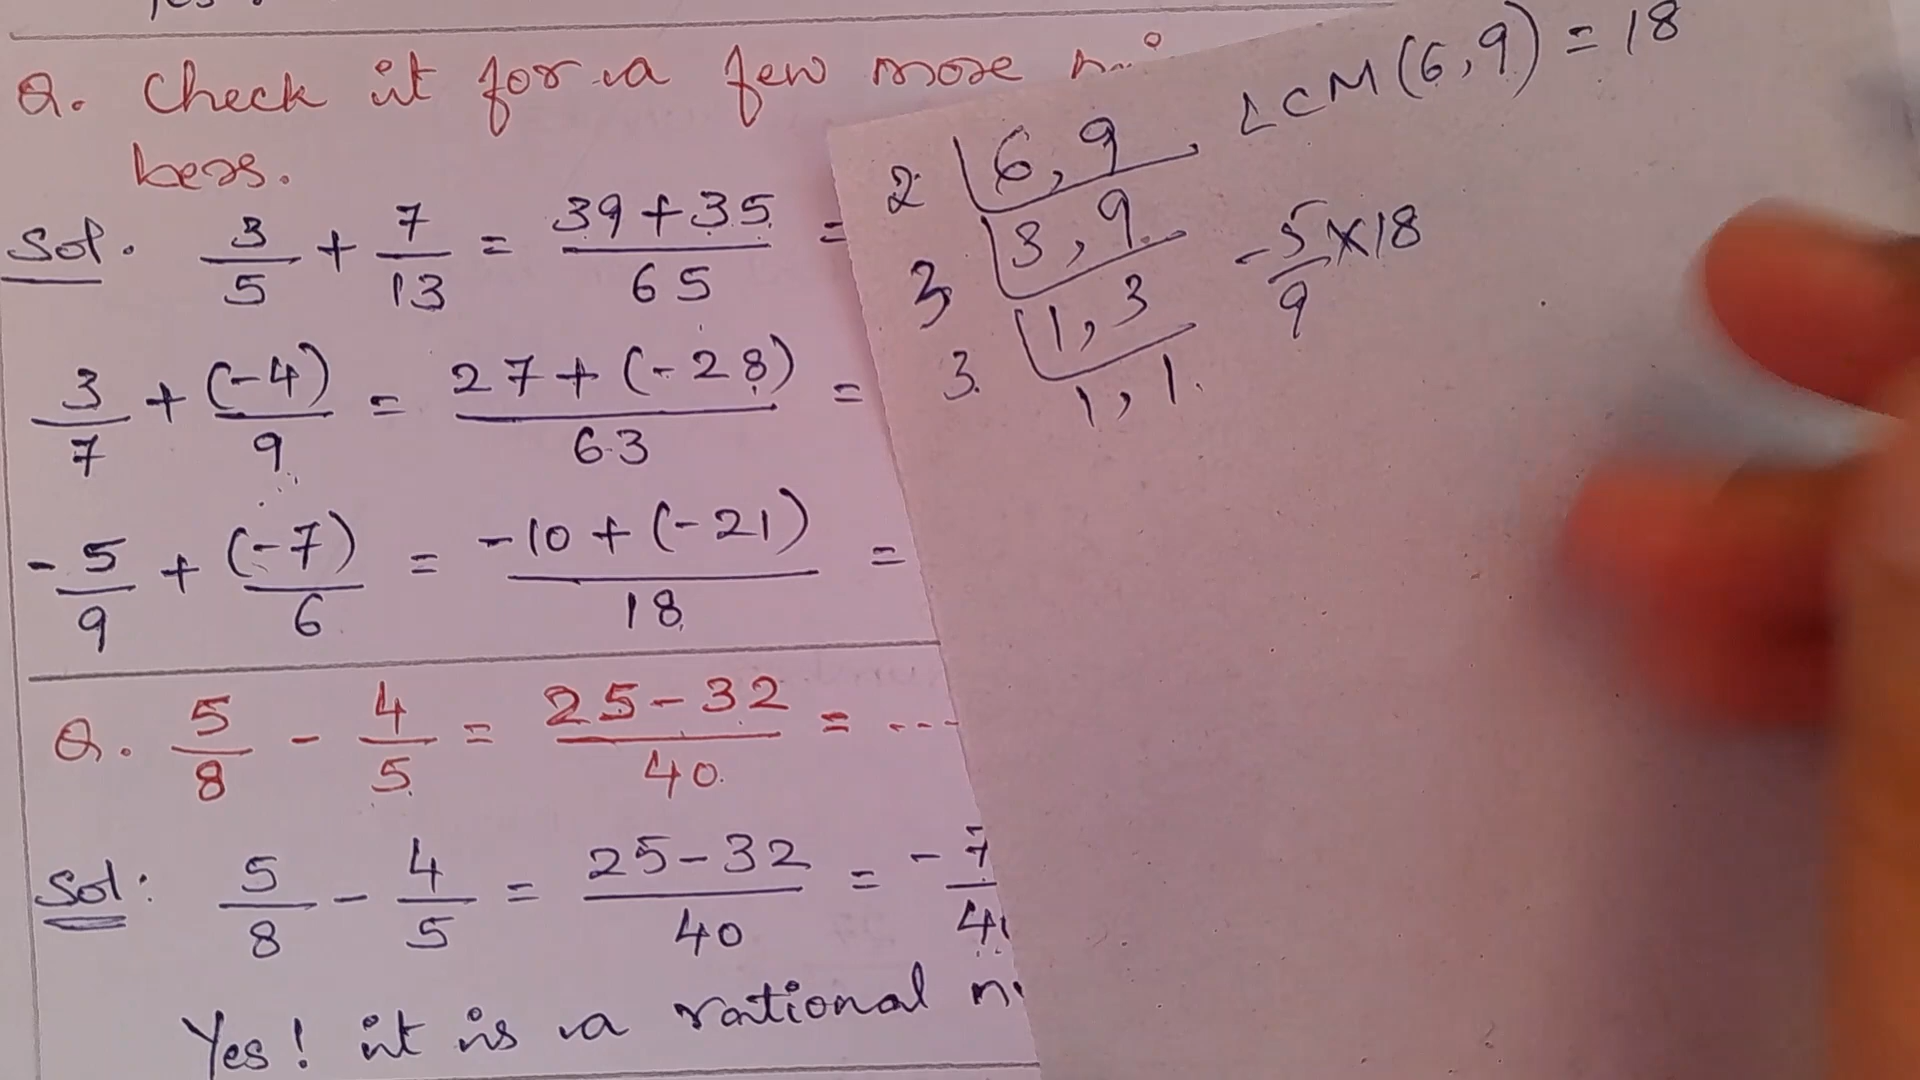 Q. Check it for a few more
bers.
Sol. 3/5 + 7/13 = 39+35/65 =
3/7 + (-4)/9 = 27+(-28)/63 =
-5/9 + (-7)/6 = -10+(-21)/18 =
Q. 5/8 - 4/5 = 25-32/40 = ---
Sol: 5/8 - 4/5 = 25-32/40 = -7/4
Yes! it is a rational
LCM(6,9) = 18
2 | 6, 9
3 | 3, 9
3 | 1, 3
1, 1.
-5/9 ×18